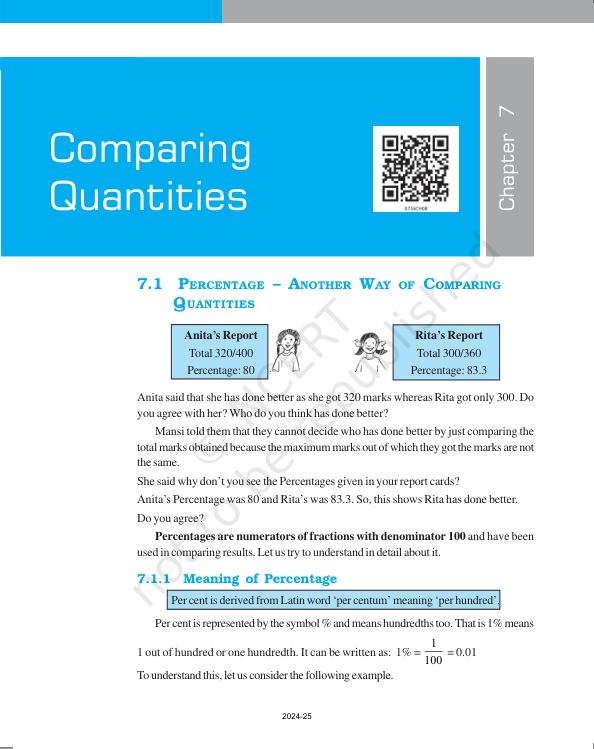 Comparing
Quantities
0756CH08
Chapter 7
7.1 PERCENTAGE – ANOTHER WAY OF COMPARING
QUANTITIES
Anita's Report
Total 320/400
Percentage: 80
Rita's Report
Total 300/360
Percentage: 83.3
Anita said that she has done better as she got 320 marks whereas Rita got only 300. Do
you agree with her? Who do you think has done better?
Mansi told them that they cannot decide who has done better by just comparing the
total marks obtained because the maximum marks out of which they got the marks are not
the same.
She said why don't you see the Percentages given in your report cards?
Anita's Percentage was 80 and Rita's was 83.3. So, this shows Rita has done better.
Do you agree?
Percentages are numerators of fractions with denominator 100 and have been
used in comparing results. Let us try to understand in detail about it.
7.1.1 Meaning of Percentage
Per cent is derived from Latin word 'per centum' meaning 'per hundred'.
Per cent is represented by the symbol % and means hundredths too. That is 1% means
1 out of hundred or one hundredth. It can be written as: 1% = 1/100 = 0.01
To understand this, let us consider the following example.
© NCERT
not to be republished
2024-25